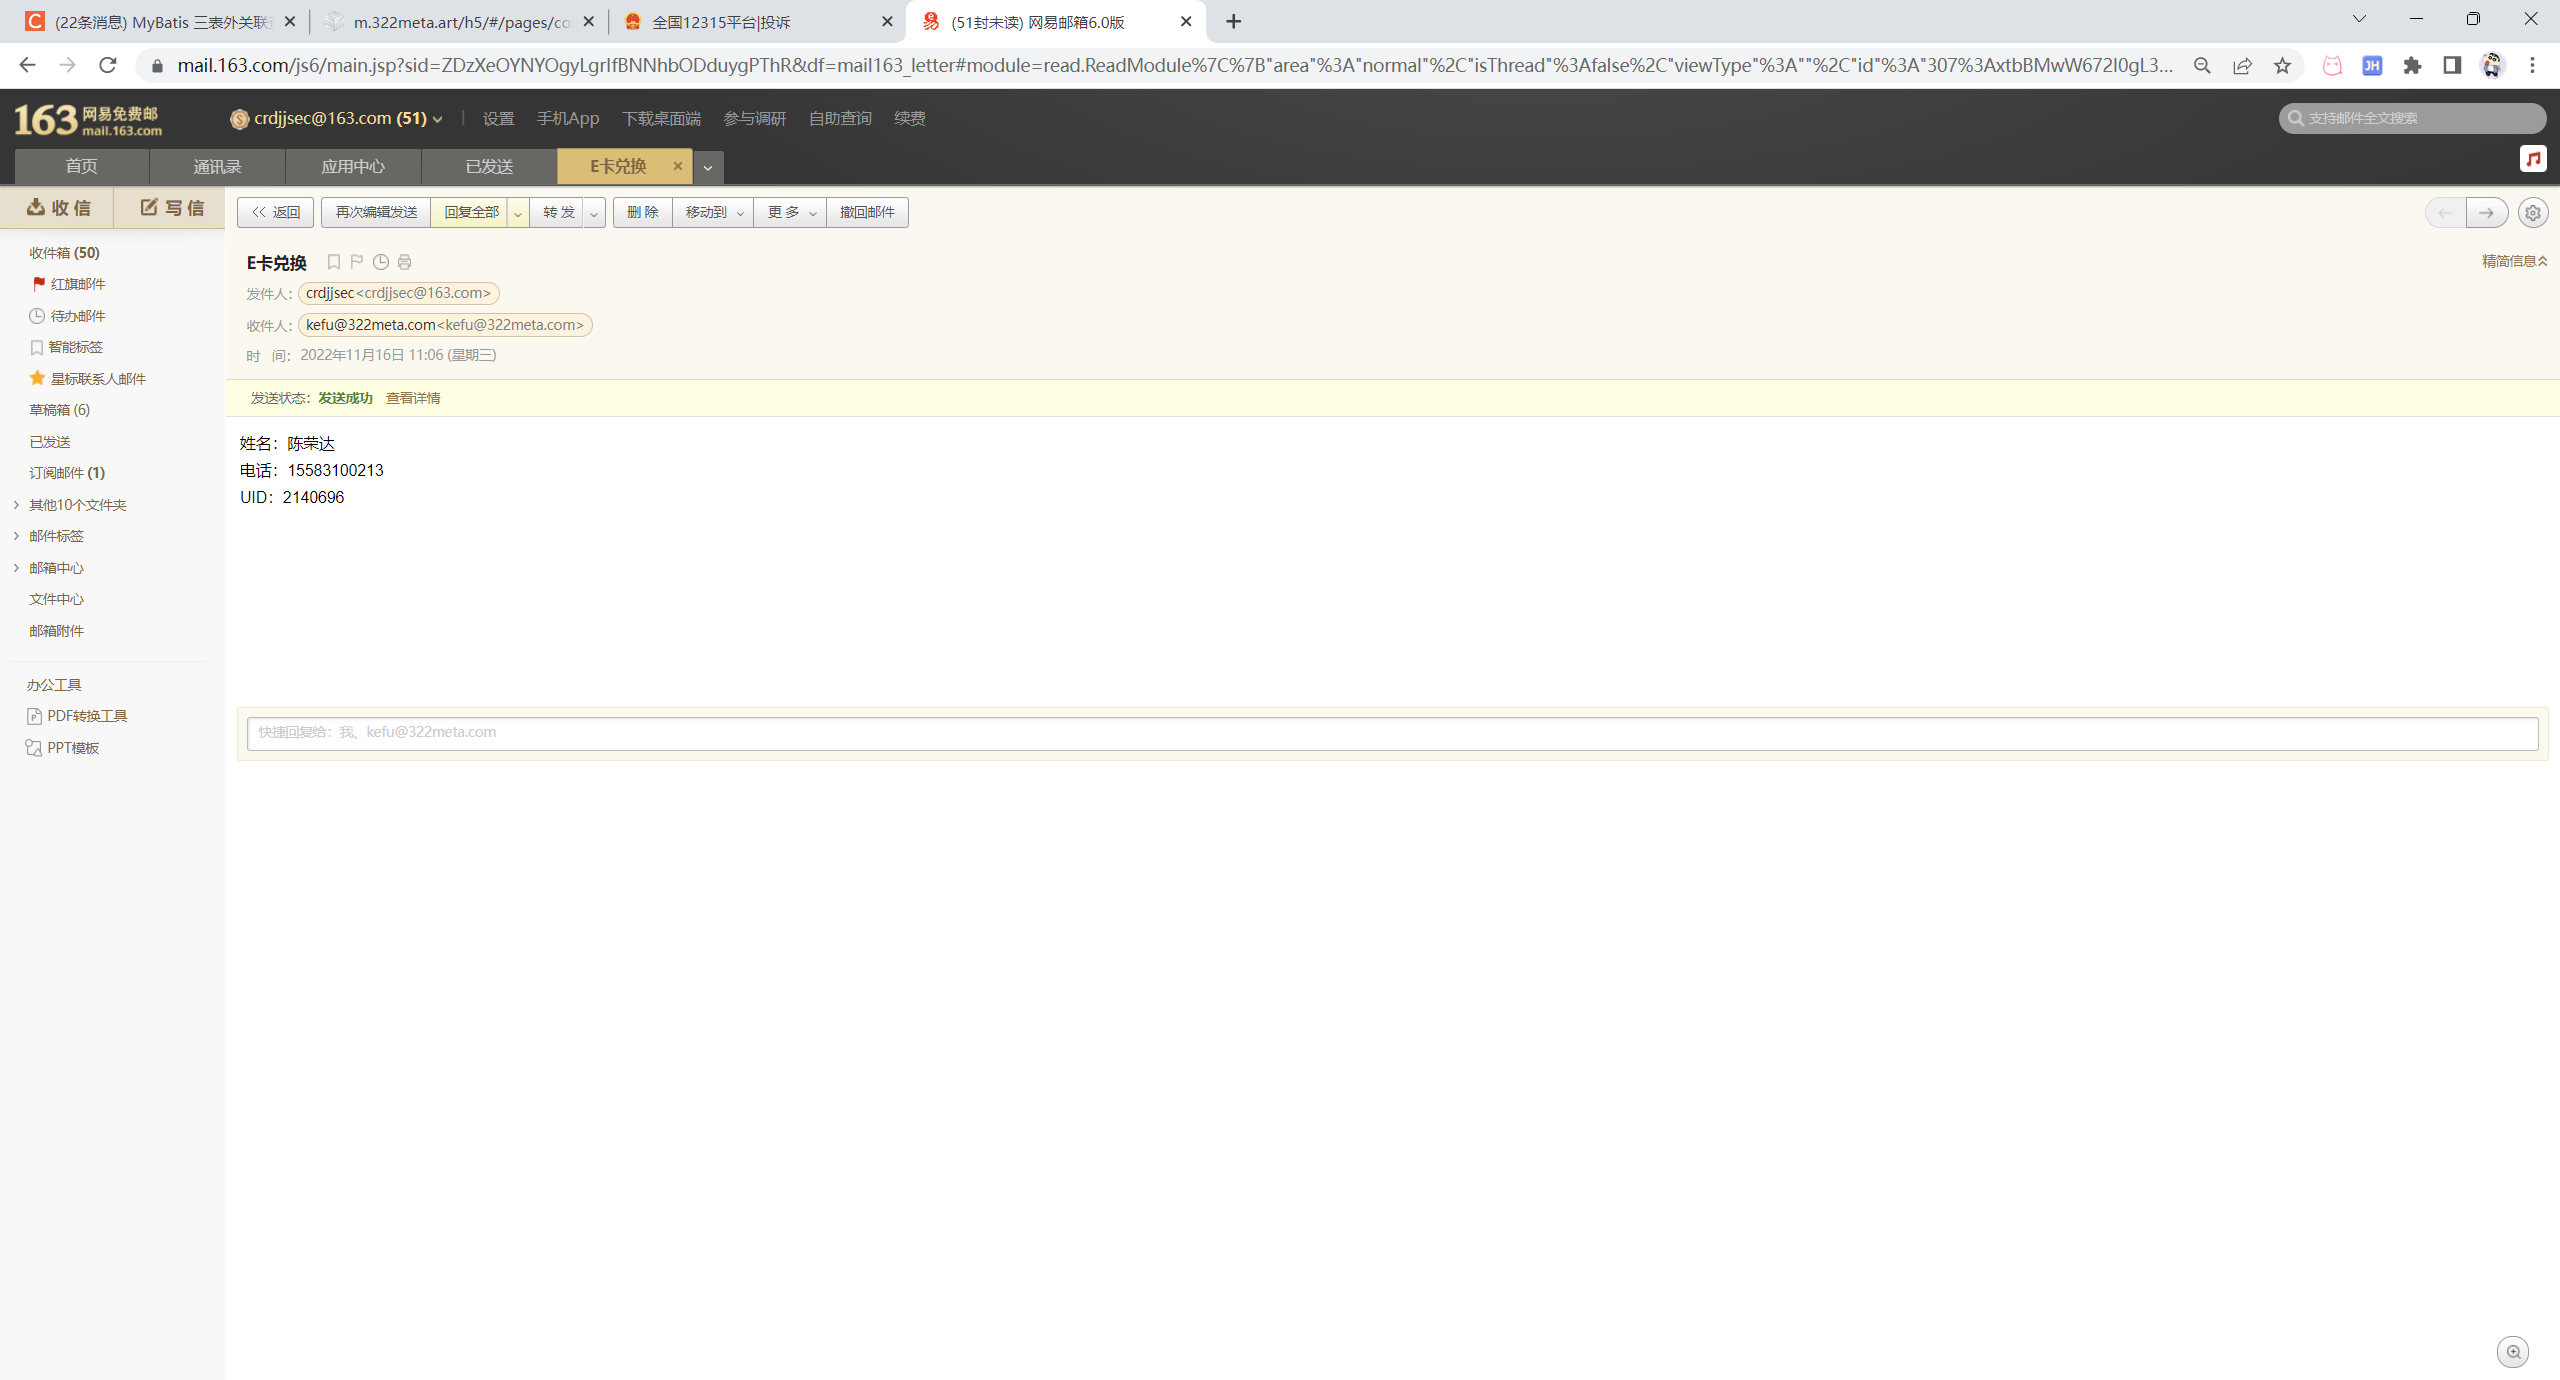 (22条消息) MyBatis 三表外关联
m.322meta.art/h5/#/pages/co
全国12315平台|投诉
(51封未读) 网易邮箱6.0版
mail.163.com/js6/main.jsp?sid=ZDzXeOYNYOgyLgrIfBNNhbODduygPThR&df=mail163_letter#module=read.ReadModule%7C%7B"area"%3A"normal"%2C"isThread"%3Afalse%2C"viewType"%3A""%2C"id"%3A"307%3AxtbBMwW672I0gL3...
JH
163 网易免费邮
mail.163.com
crdjjsec@163.com (51)
设置 手机App 下载桌面端 参与调研 自助查询 续费
支持邮件全文搜索
首页 通讯录 应用中心 已发送 E卡兑换
收信 写信
<< 返回 再次编辑发送 回复全部 转发 删除 移动到 更多 撤回邮件
收件箱 (50)
红旗邮件
待办邮件
智能标签
星标联系人邮件
草稿箱 (6)
已发送
订阅邮件 (1)
其他10个文件夹
邮件标签
邮箱中心
文件中心
邮箱附件
办公工具
PDF转换工具
PPT模板
E卡兑换
精简信息
发件人：crdjjsec<crdjjsec@163.com>
收件人：kefu@322meta.com<kefu@322meta.com>
时 间：2022年11月16日 11:06 (星期三)
发送状态：发送成功 查看详情
姓名：陈荣达
电话：15583100213
UID：2140696
快捷回复给：我、kefu@322meta.com